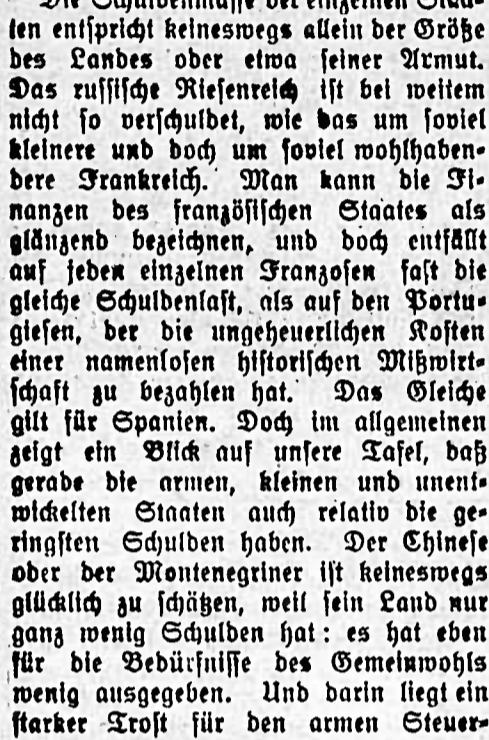 Die Schuldenmasse der einzelnen Staa-
ten entspricht keineswegs allein der Größe
des Landes oder etwa seiner Armut.
Das russische Riesenreich ist bei weitem
nicht so verschuldet, wie das um soviel
kleinere und doch um soviel wohlhaben-
dere Frankreich. Man kann die Fi-
nanzen des französischen Staates als
glänzend bezeichnen, und doch entfällt
auf jeden einzelnen Franzosen fast die
gleiche Schuldenlast, als auf den Portu-
giesen, der die ungeheuerlichen Kosten
einer namenlosen historischen Mißwirt-
schaft zu bezahlen hat. Das Gleiche
gilt für Spanien. Doch im allgemeinen
zeigt ein Blick auf unsere Tafel, daß
gerade die armen, kleinen und unent-
wickelten Staaten auch relativ die ge-
ringsten Schulden haben. Der Chinese
oder der Montenegriner ist keineswegs
glücklich zu schätzen, weil sein Land nur
ganz wenig Schulden hat: es hat eben
für die Bedürfnisse des Gemeinwohls
wenig ausgegeben. Und darin liegt ein
starker Trost für den armen Steuer-